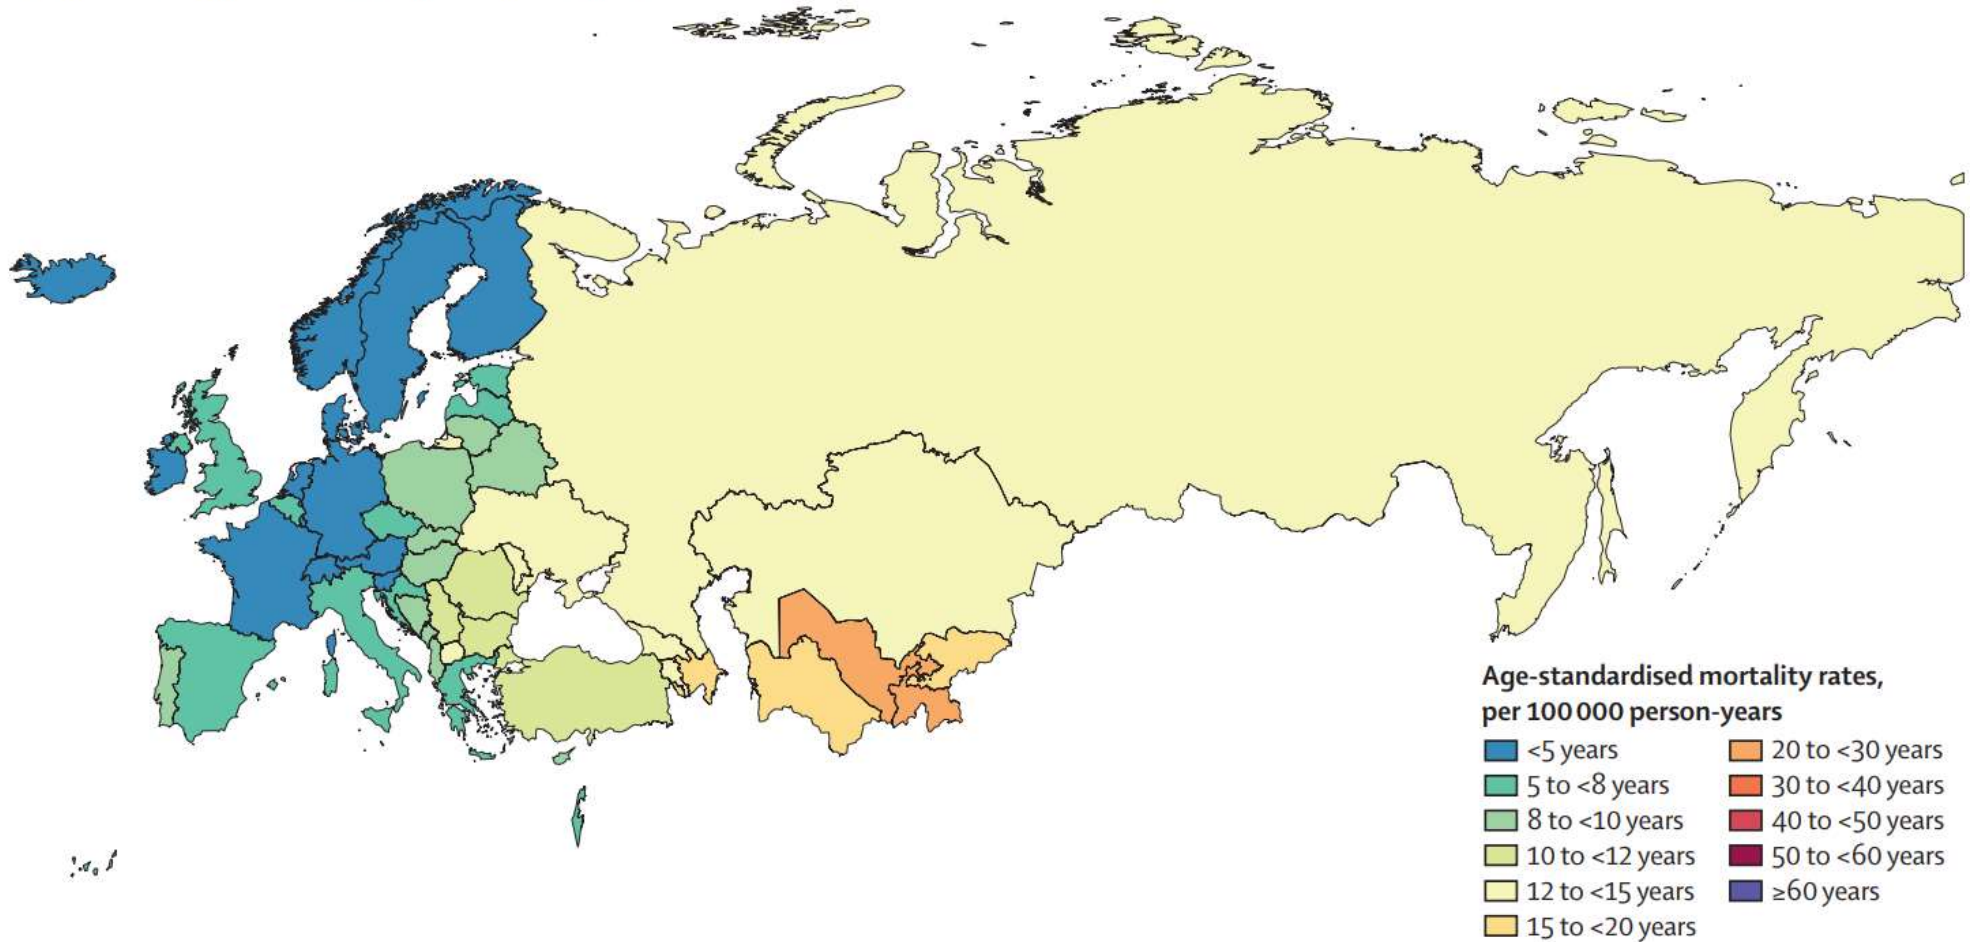 Age-standardised mortality rates,
per 100 000 person-years
<5 years
5 to <8 years
8 to <10 years
10 to <12 years
12 to <15 years
15 to <20 years
20 to <30 years
30 to <40 years
40 to <50 years
50 to <60 years
≥60 years